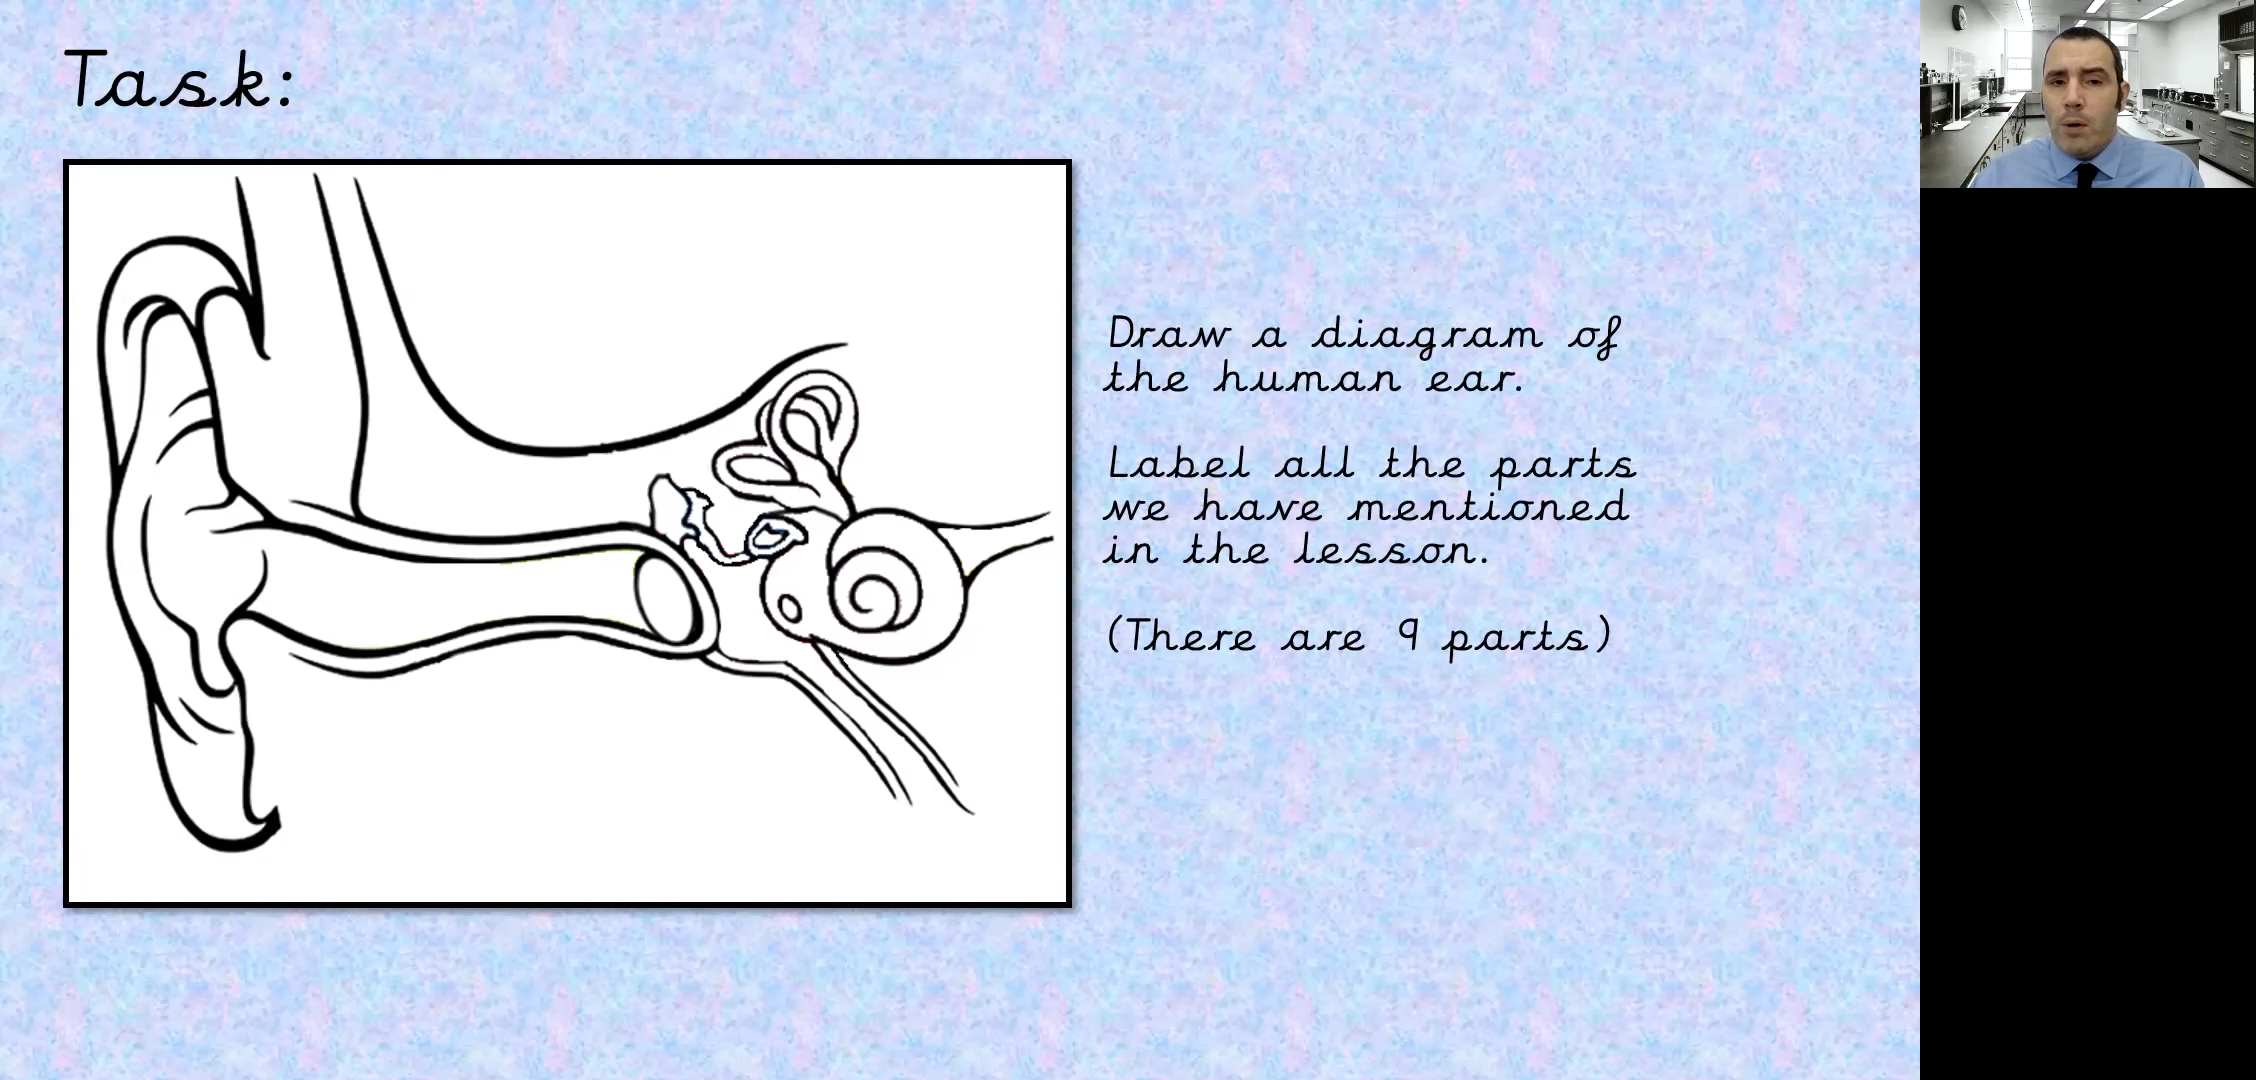 Task:
Draw a diagram of
the human ear.
Label all the parts
we have mentioned
in the lesson.
(There are 9 parts)